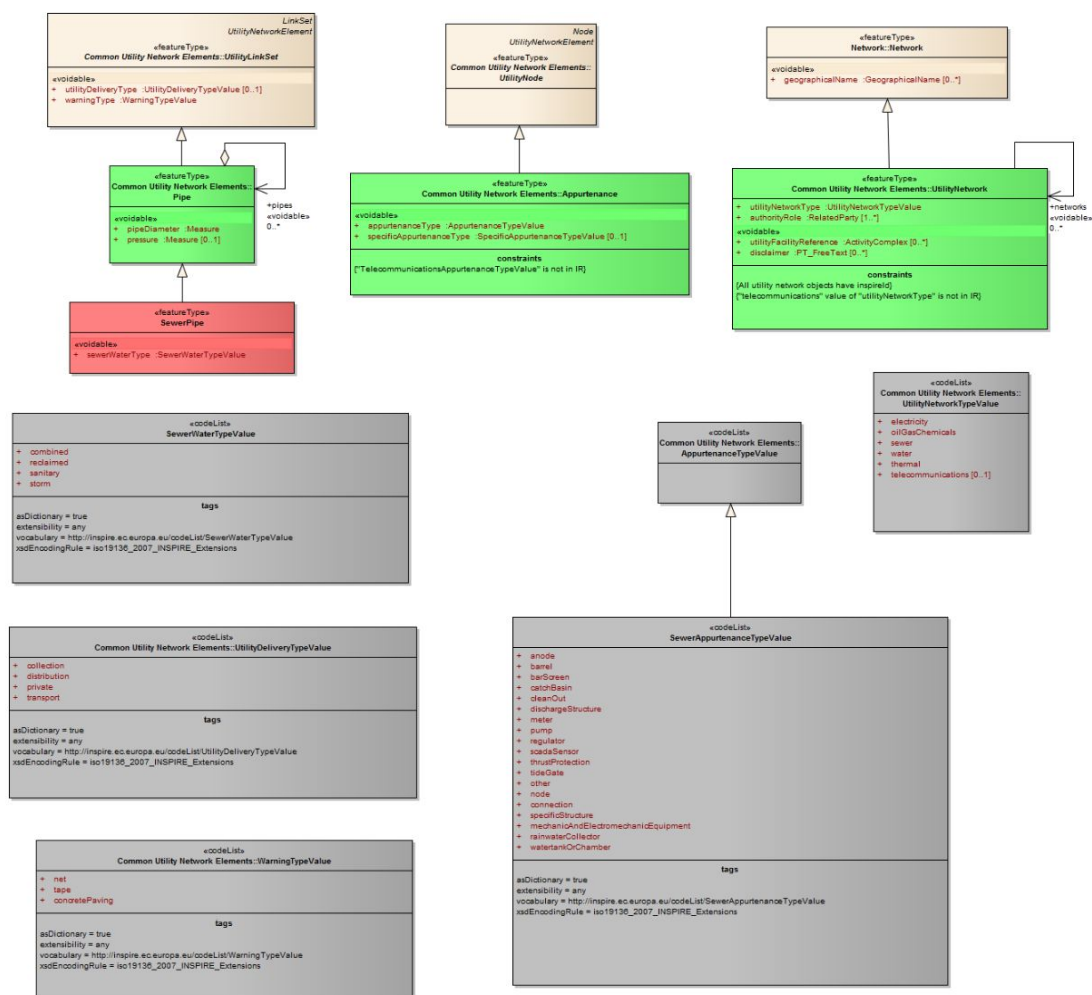 LinkSet
UtilityNetworkElement
«featureType»
Common Utility Network Elements::UtilityLinkSet
«voidable»
+ utilityDeliveryType :UtilityDeliveryTypeValue [0..1]
+ warningType :WarningTypeValue
Node
UtilityNetworkElement
«featureType»
Common Utility Network Elements::
UtilityNode
«featureType»
Network::Network
«voidable»
+ geographicalName :GeographicalName [0..*]
«featureType»
Common Utility Network Elements::
Pipe
«voidable»
+ pipeDiameter :Measure
+ pressure :Measure [0..1]
+pipes
«voidable»
0..*
«featureType»
Common Utility Network Elements::Appurtenance
«voidable»
+ appurtenanceType :AppurtenanceTypeValue
+ specificAppurtenanceType :SpecificAppurtenanceTypeValue [0..1]
constraints
{"TelecommunicationsAppurtenanceTypeValue" is not in IR}
«featureType»
Common Utility Network Elements::UtilityNetwork
+ utilityNetworkType :UtilityNetworkTypeValue
+ authorityRole :RelatedParty [1..*]
«voidable»
+ utilityFacilityReference :ActivityComplex [0..*]
+ disclaimer :PT_FreeText [0..*]
constraints
{All utility network objects have inspireId}
{"telecommunications" value of "utilityNetworkType" is not in IR}
+networks
«voidable»
0..*
«featureType»
SewerPipe
«voidable»
+ sewerWaterType :SewerWaterTypeValue
«codeList»
SewerWaterTypeValue
+ combined
+ reclaimed
+ sanitary
+ storm
tags
asDictionary = true
extensibility = any
vocabulary = http://inspire.ec.europa.eu/codeList/SewerWaterTypeValue
xsdEncodingRule = iso19136_2007_INSPIRE_Extensions
«codeList»
Common Utility Network Elements::
AppurtenanceTypeValue
«codeList»
Common Utility Network Elements::
UtilityNetworkTypeValue
+ electricity
+ oilGasChemicals
+ sewer
+ water
+ thermal
+ telecommunications [0..1]
«codeList»
Common Utility Network Elements::UtilityDeliveryTypeValue
+ collection
+ distribution
+ private
+ transport
tags
asDictionary = true
extensibility = any
vocabulary = http://inspire.ec.europa.eu/codeList/UtilityDeliveryTypeValue
xsdEncodingRule = iso19136_2007_INSPIRE_Extensions
«codeList»
SewerAppurtenanceTypeValue
+ anode
+ barrel
+ barScreen
+ catchBasin
+ cleanOut
+ dischargeStructure
+ meter
+ pump
+ regulator
+ scadaSensor
+ thrustProtection
+ tideGate
+ other
+ node
+ connection
+ specificStructure
+ mechanicAndElectromechanicEquipment
+ rainwaterCollector
+ watertankOrChamber
tags
asDictionary = true
extensibility = any
vocabulary = http://inspire.ec.europa.eu/codeList/SewerAppurtenanceTypeValue
xsdEncodingRule = iso19136_2007_INSPIRE_Extensions
«codeList»
Common Utility Network Elements::WarningTypeValue
+ net
+ tape
+ concretePaving
tags
asDictionary = true
extensibility = any
vocabulary = http://inspire.ec.europa.eu/codeList/WarningTypeValue
xsdEncodingRule = iso19136_2007_INSPIRE_Extensions